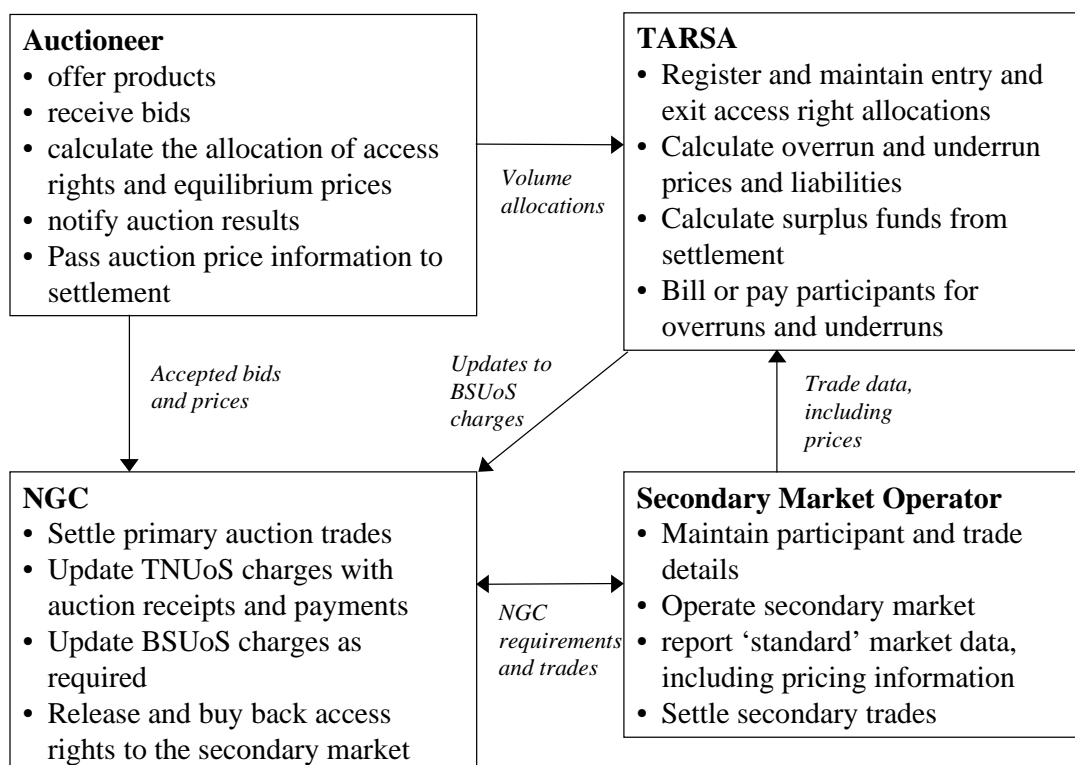 Auctioneer
• offer products
• receive bids
• calculate the allocation of access
rights and equilibrium prices
• notify auction results
• Pass auction price information to
settlement
TARSA
• Register and maintain entry and
exit access right allocations
• Calculate overrun and underrun
prices and liabilities
• Calculate surplus funds from
settlement
• Bill or pay participants for
overruns and underruns
Volume
allocations
Accepted bids
and prices
Updates to
BSUoS
charges
Trade data,
including
prices
NGC
• Settle primary auction trades
• Update TNUoS charges with
auction receipts and payments
• Update BSUoS charges as
required
• Release and buy back access
rights to the secondary market
NGC
requirements
and trades
Secondary Market Operator
• Maintain participant and trade
details
• Operate secondary market
• report ‘standard’ market data,
including pricing information
• Settle secondary trades